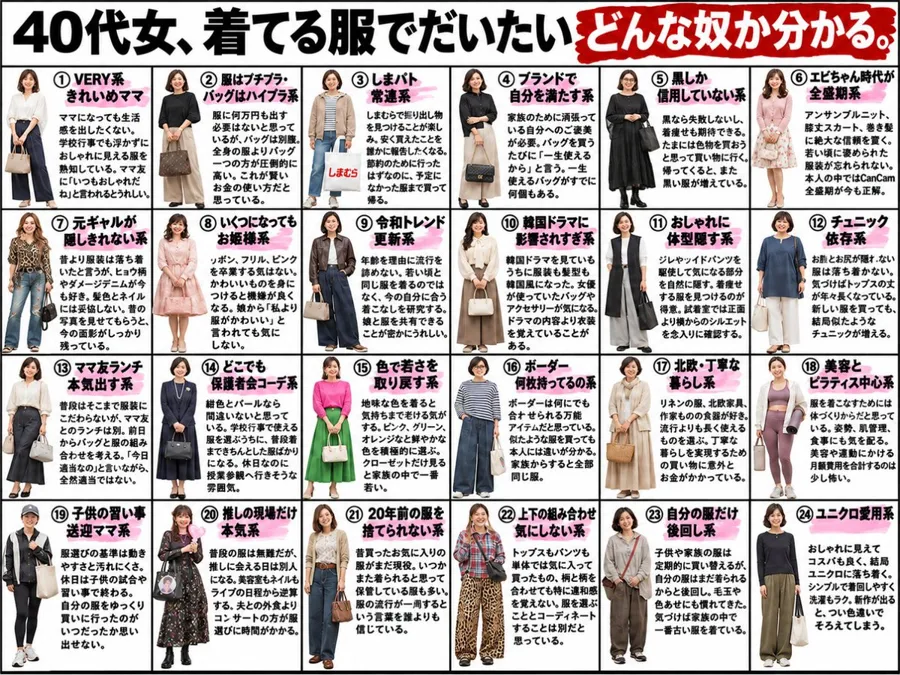 40代女、着てる服でだいたいどんな奴か分かる。
① VERY系
きれいめママ
ママになっても生活
感を出したくない。
学校行事でも浮かずに
おしゃれに見える服を
熟知している。ママ友
に「いつもおしゃれだ
ね」と言われるとうれしい。
② 服はプチプラ・
バッグはハイブラ系
服に何万円も出す
必要はないと思って
いるが、バッグは別腹。
全身の服よりバッグ
一つの方が圧倒的に
高い。これが賢い
お金の使い方だと
思っている。
③ しまパト
常連系
しまむらで掘り出し物
を見つけることが楽し
み。安く買えたことを
誰かに報告したくなる。
節約のために行った
はずなのに、予定に
なかった服まで買って
帰る。
しまむら
④ ブランドで
自分を満たす系
家族のために頑張って
いる自分へのご褒美
が必要。バッグを買う
たびに「一生使える
から」と言う。一生
使えるバッグがすでに
何個もある。
⑤ 黒しか
信用していない系
黒なら失敗しないし、
着痩せも期待できる。
たまには色物を買おう
と思って買い物に行く。
帰ってくると、また
黒い服が増えている。
⑥ エビちゃん時代が
全盛期系
アンサンブルニット、
膝丈スカート、巻き髪
に絶大な信頼を置く。
若い頃に褒められた
服装が忘れられない。
本人の中ではCanCam
全盛期が今も正解。
⑦ 元ギャルが
隠しきれない系
昔より服装は落ち着
いたと言うが、ヒョウ柄
やダメージデニムが今
も好き。髪色とネイル
には妥協しない。昔の
写真を見せてもらうと、
今の面影がしっかり
残っている。
⑧ いくつになっても
お姫様系
リボン、フリル、ピンク
を卒業する気はない。
かわいいものを身に
つけると機嫌が良く
なる。娘から「私より
服がかわいい」と
言われても気に
しない。
⑨ 令和トレンド
更新系
年齢を理由に流行を
諦めない。若い頃と
同じ服を着るのでは
なく、今の自分に合う
着こなしを研究する。
娘と服を共有できる
ことが密かにうれしい。
⑩ 韓国ドラマに
影響されすぎ系
韓国ドラマを見ている
うちに服装も髪型も
韓国風になった。女優
が使っていたバッグや
アクセサリーが気になる。
ドラマの内容より衣装
を覚えていることが
ある。
⑪ おしゃれに
体型隠す系
ジレやワイドパンツを
駆使して気になる部分
を自然に隠す。着痩せ
する服を見つけるのが
得意。試着室では正面
より横からのシルエット
を念入りに確認する。
⑫ チュニック
依存系
お腹とお尻が隠れない
服は落ち着かない。
気づけばトップスの丈
が年々長くなっている。
新しい服を買っても、
結局似たような
チュニックが増える。
⑬ ママ友ランチ
本気出す系
普段はそこまで服装に
こだわらないが、ママ友
とのランチは別。前日
からバッグと服の組み
合わせを考える。「今日
適当なの」と言いながら、
全然適当ではない。
⑭ どこでも
保護者会コーデ系
紺色とパールなら
間違いないと思ってい
る。学校行事で使える
服を選ぶうちに、普段着
まできちんとした服ばかり
になる。休日なのに
授業参観へ行きそうな
雰囲気。
⑮ 色で若さを
取り戻す系
地味な色を着ると
気持ちまで老ける気が
する。ピンク、グリーン、
オレンジなど鮮やかな
色を積極的に選ぶ。
クローゼットだけ見る
と家族の中で一番
若い。
⑯ ボーダー
何枚持ってるの系
ボーダーは何にでも
合わせられる万能
アイテムだと思っている。
似たような服を買っても
本人には違いが分かる。
家族からすると全部
同じ服。
⑰ 北欧・丁寧な
暮らし系
リネンの服、北欧家具、
作家ものの食器が好き。
流行よりも長く使える
ものを選ぶ。丁寧な
暮らしを実現するため
の買い物に意外と
お金がかかっている。
⑱ 美容と
ピラティス中心系
服を着こなすためには
体づくりからだと思って
いる。姿勢、肌管理、
食事にも気を配る。
美容や運動にかける
月額費用を合計するのは
少し怖い。
⑲ 子供の習い事
送迎ママ系
服選びの基準は動き
やすさと汚れにくさ。
休日は子供の試合や
習い事で終わる。
自分の服をゆっくり
買いに行ったのが
いつだったか思い
出せない。
⑳ 推しの現場だけ
本気系
普段の服は無難だが、
推しに会える日は別人
になる。美容室もネイルも
ライブの日程から逆算
する。夫との外食より
コンサートの方が服
選びに時間がかかる。
㉑ 20年前の服を
捨てられない系
昔買ったお気に入りの
服がまだ現役。いつか
また着られると思って
保管している服も多い。
服の流行が一周すると
いう言葉を誰よりも
信じている。
㉒ 上下の組み合わせ
気にしない系
トップスもパンツも
単体では気に入って
買ったもの、柄と柄を
合わせても特に違和感
を覚えない。服を選ぶ
こととコーディネート
することは別だと
思っている。
㉓ 自分の服だけ
後回し系
子供や家族の服は
定期的に買い替えるが、
自分の服はまだ着られる
からと後回し。毛玉や
色あせにも慣れてきた。
気づけば家族の中で
一番古い服を着ている。
㉔ ユニクロ愛用系
おしゃれに見えて
コスパも良く、結局
ユニクロに落ち着く。
シンプルで着回しやすく
洗濯もラク。新作が出る
と、つい色違いで
そろえてしまう。